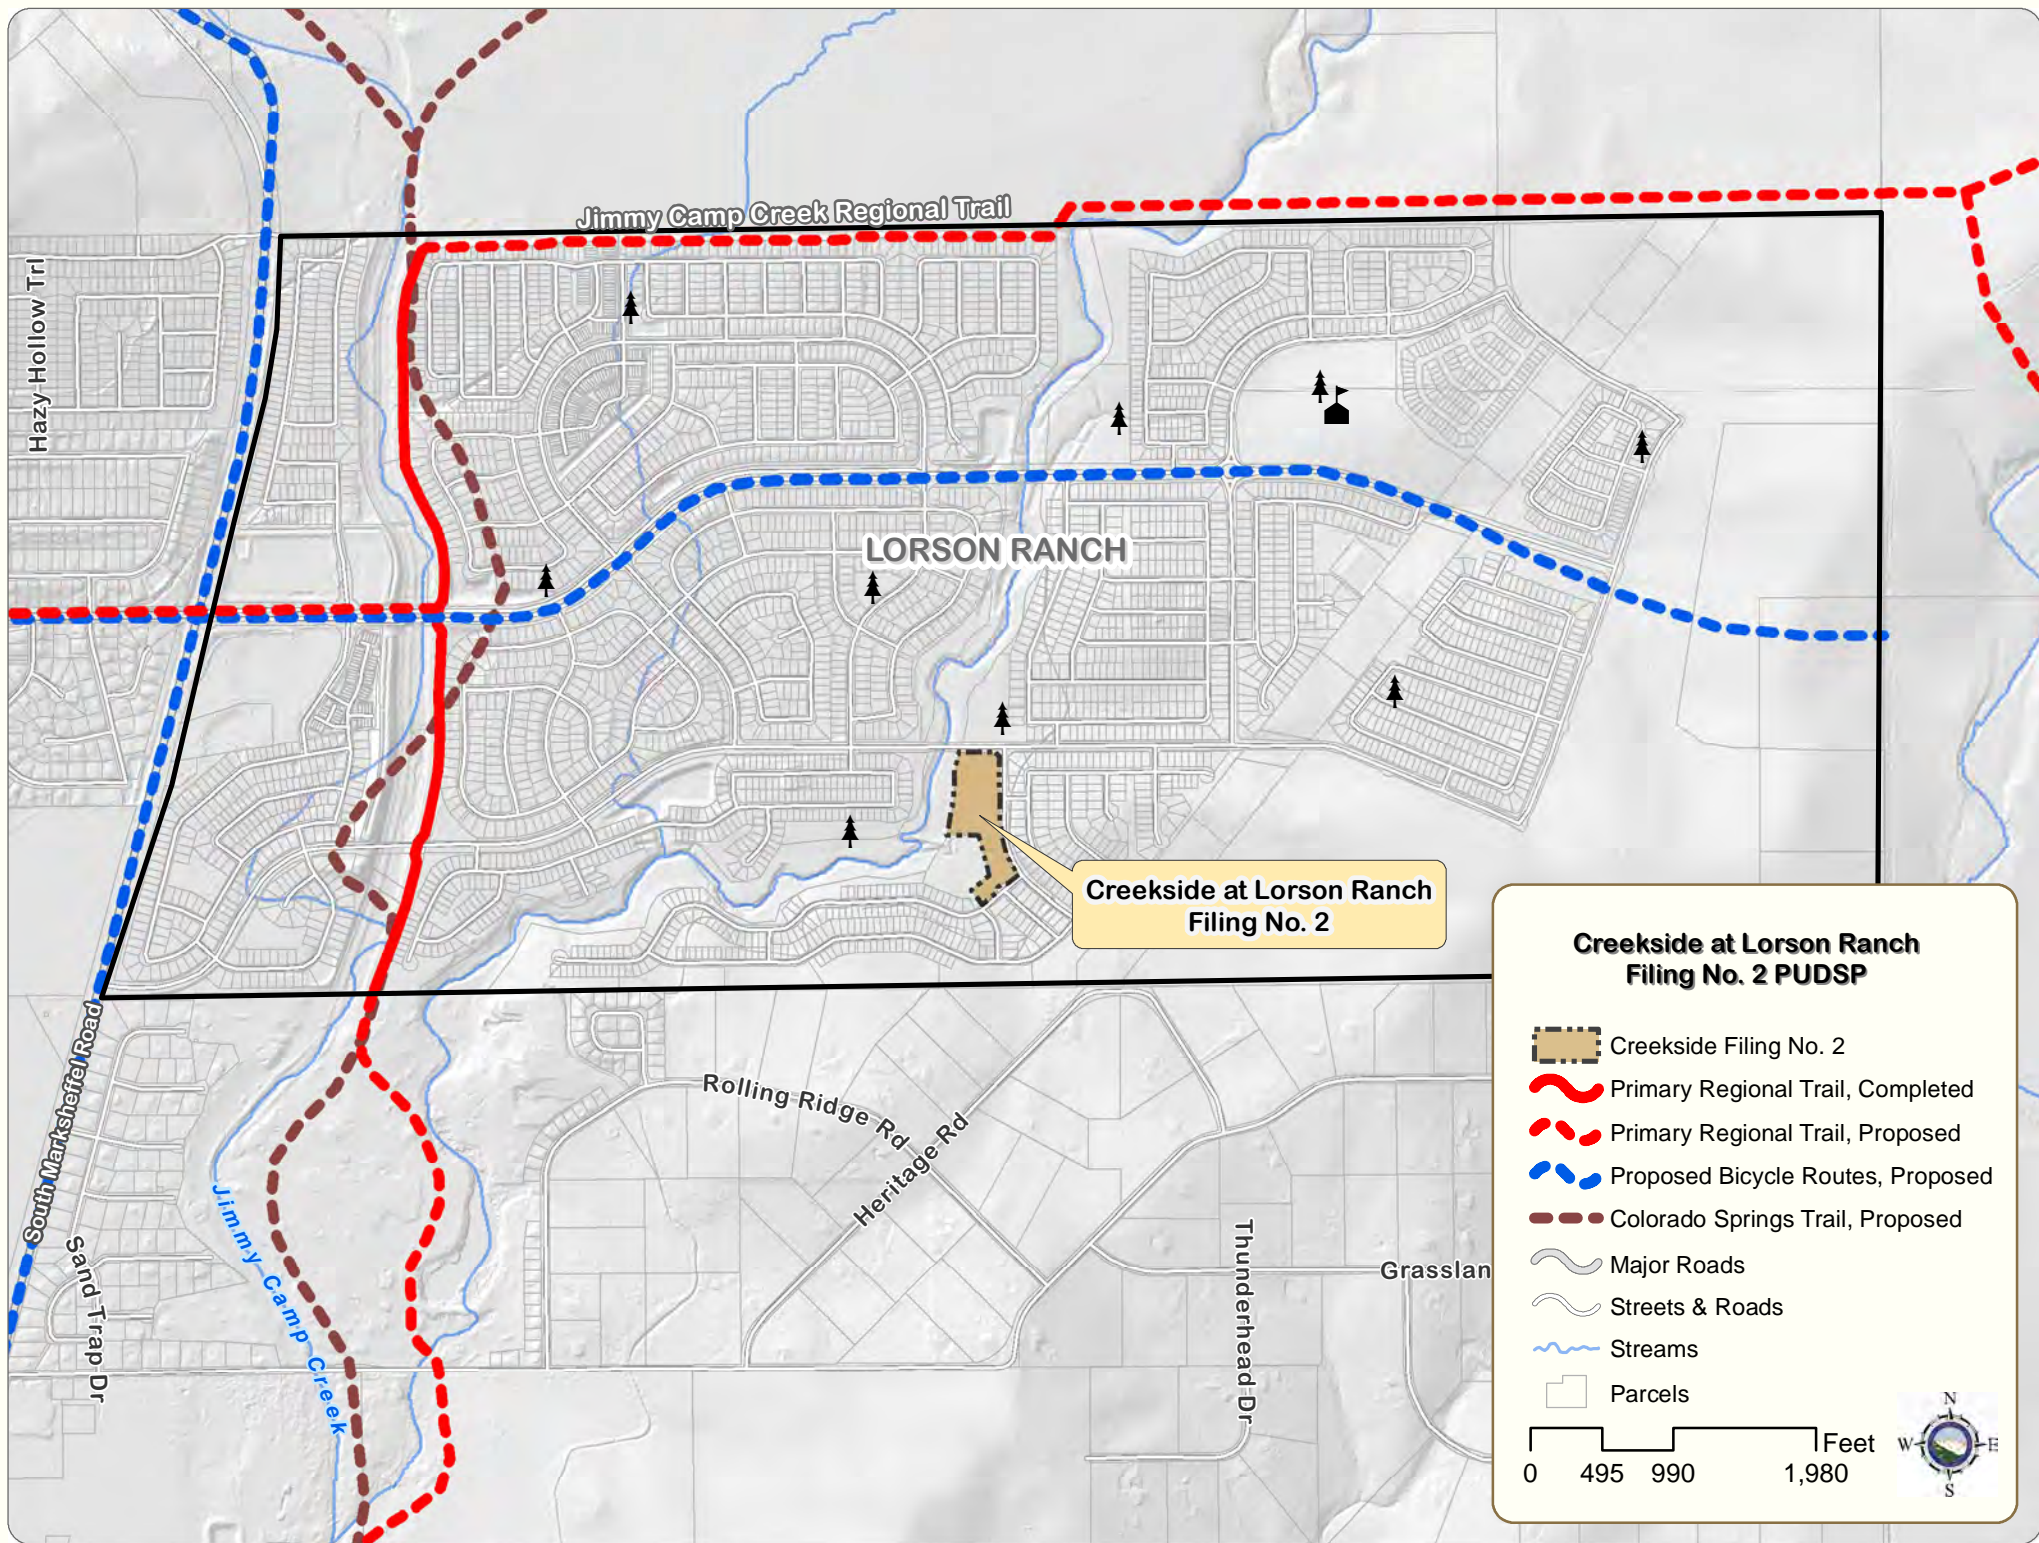 Jimmy Camp Creek Regional Trail
Hazy Hollow Trl
LORSON RANCH
Creekside at Lorson Ranch
Filing No. 2
South Marksheffel Road
Sand Trap Dr
Jimmy Camp Creek
Rolling Ridge Rd
Heritage Rd
Thunderhead Dr
Grasslan
Creekside at Lorson Ranch
Filing No. 2 PUDSP
Creekside Filing No. 2
Primary Regional Trail, Completed
Primary Regional Trail, Proposed
Proposed Bicycle Routes, Proposed
Colorado Springs Trail, Proposed
Major Roads
Streets & Roads
Streams
Parcels
Feet
0 495 990 1,980
N
W E
S